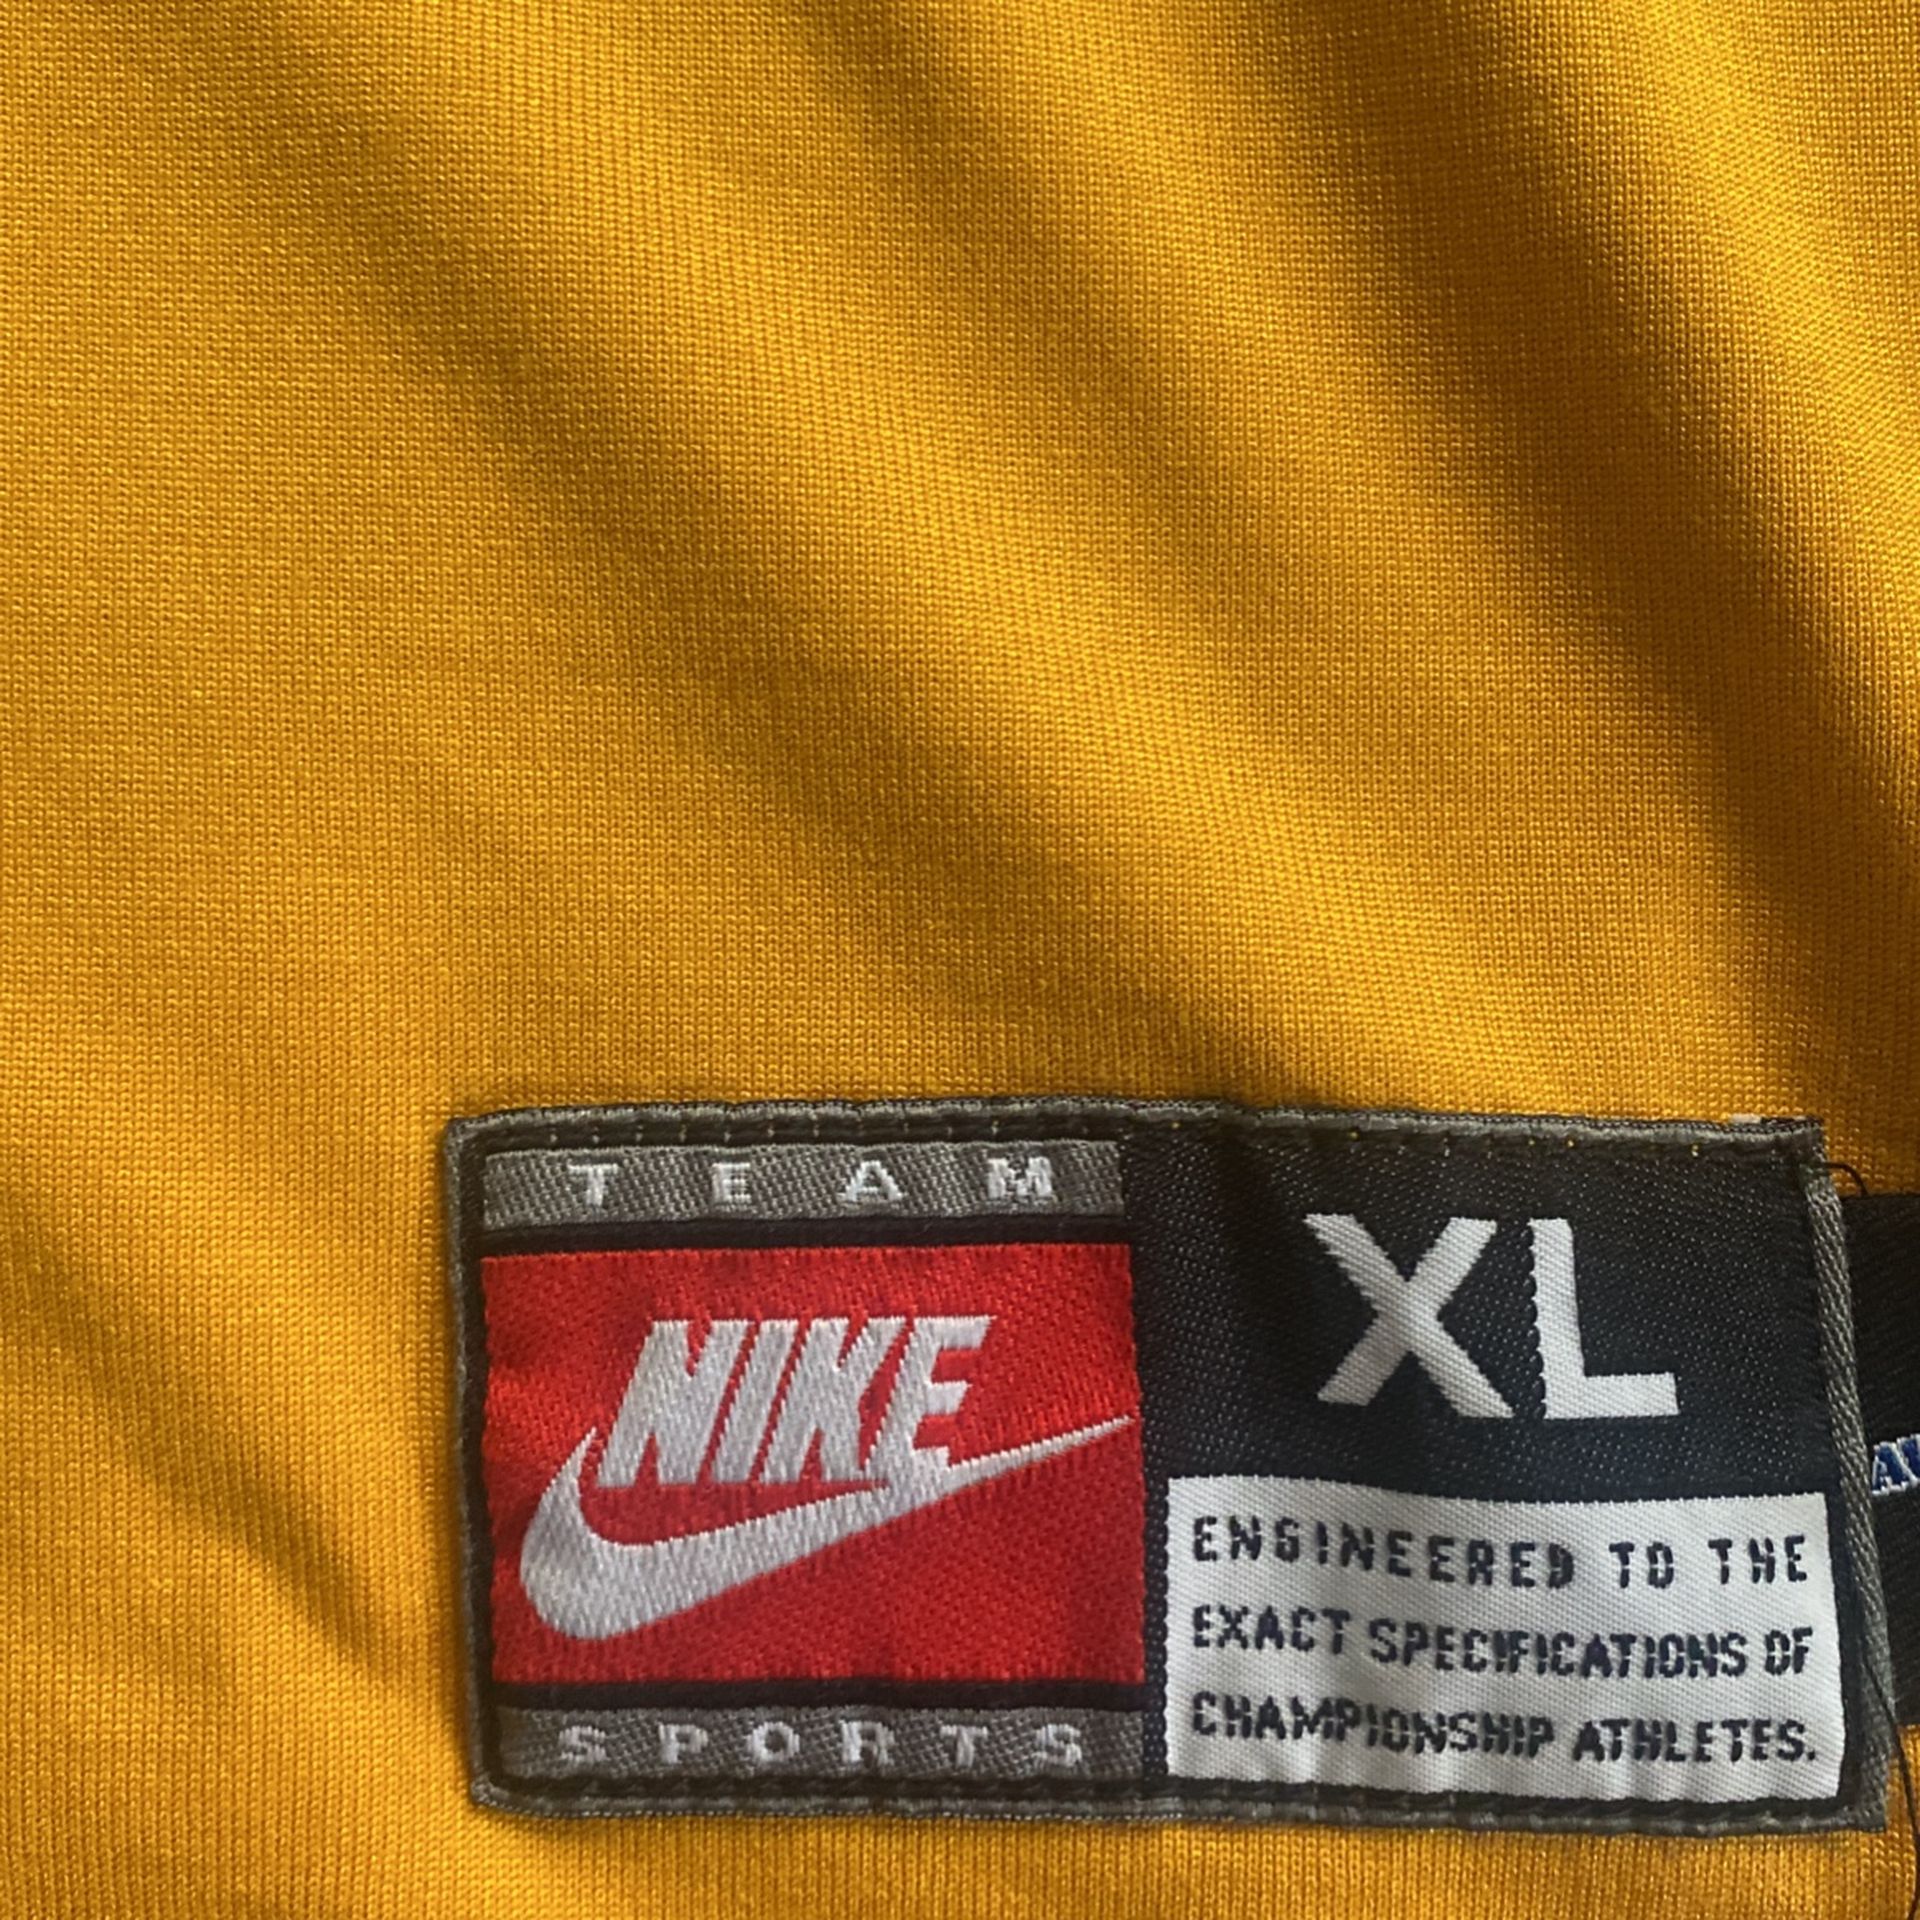 TEAM
NIKE
SPORTS
XL
ENGINEERED TO THE
EXACT SPECIFICATIONS OF
CHAMPIONSHIP ATHLETES.